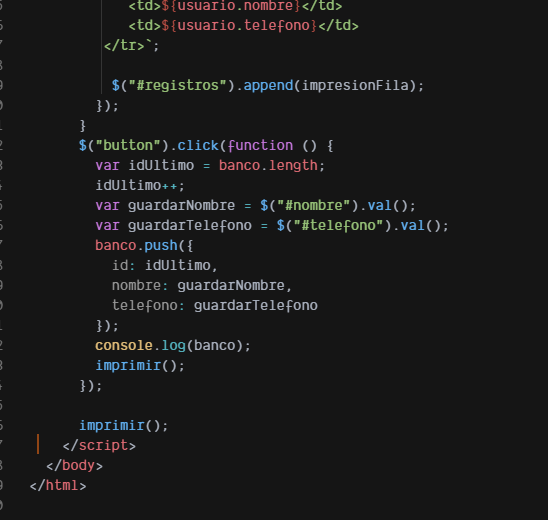 <td>${usuario.nombre}</td>
<td>${usuario.telefono}</td>
</tr>`;
$("#registros").append(impresionFila);
});
}
$("button").click(function () {
var idUltimo = banco.length;
idUltimo++;
var guardarNombre = $("#nombre").val();
var guardarTelefono = $("#telefono").val();
banco.push({
id: idUltimo,
nombre: guardarNombre,
telefono: guardarTelefono
});
console.log(banco);
imprimir();
});
imprimir();
</script>
</body>
</html>